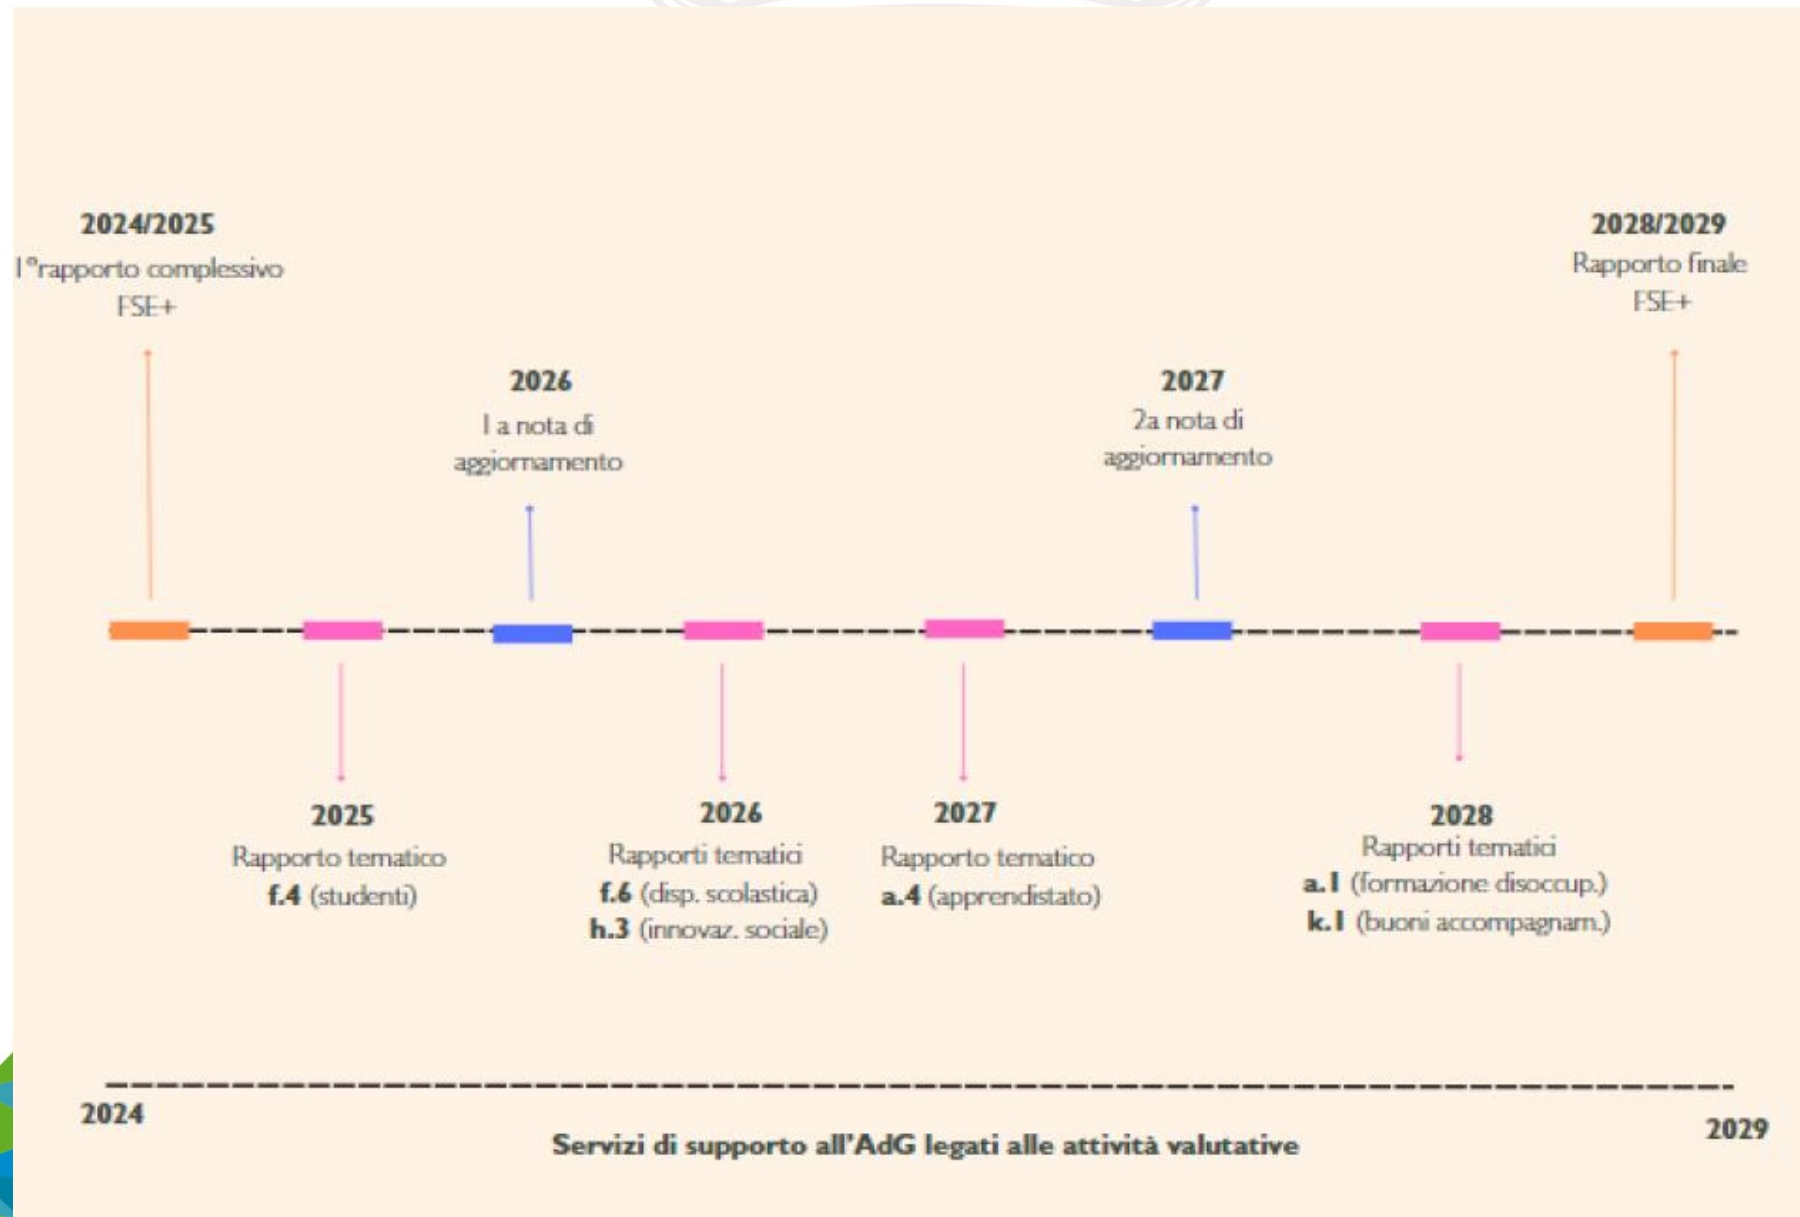 2024/2025
1°rapporto complessivo
FSE+
2028/2029
Rapporto finale
FSE+
2026
1a nota di
aggiornamento
2027
2a nota di
aggiornamento
2025
Rapporto tematico
f.4 (studenti)
2026
Rapporti tematici
f.6 (disp. scolastica)
h.3 (innovaz. sociale)
2027
Rapporto tematico
a.4 (apprendistato)
2028
Rapporti tematici
a.1 (formazione disoccup.)
k.1 (buoni accompagnam.)
2024
2029
Servizi di supporto all'AdG legati alle attività valutative